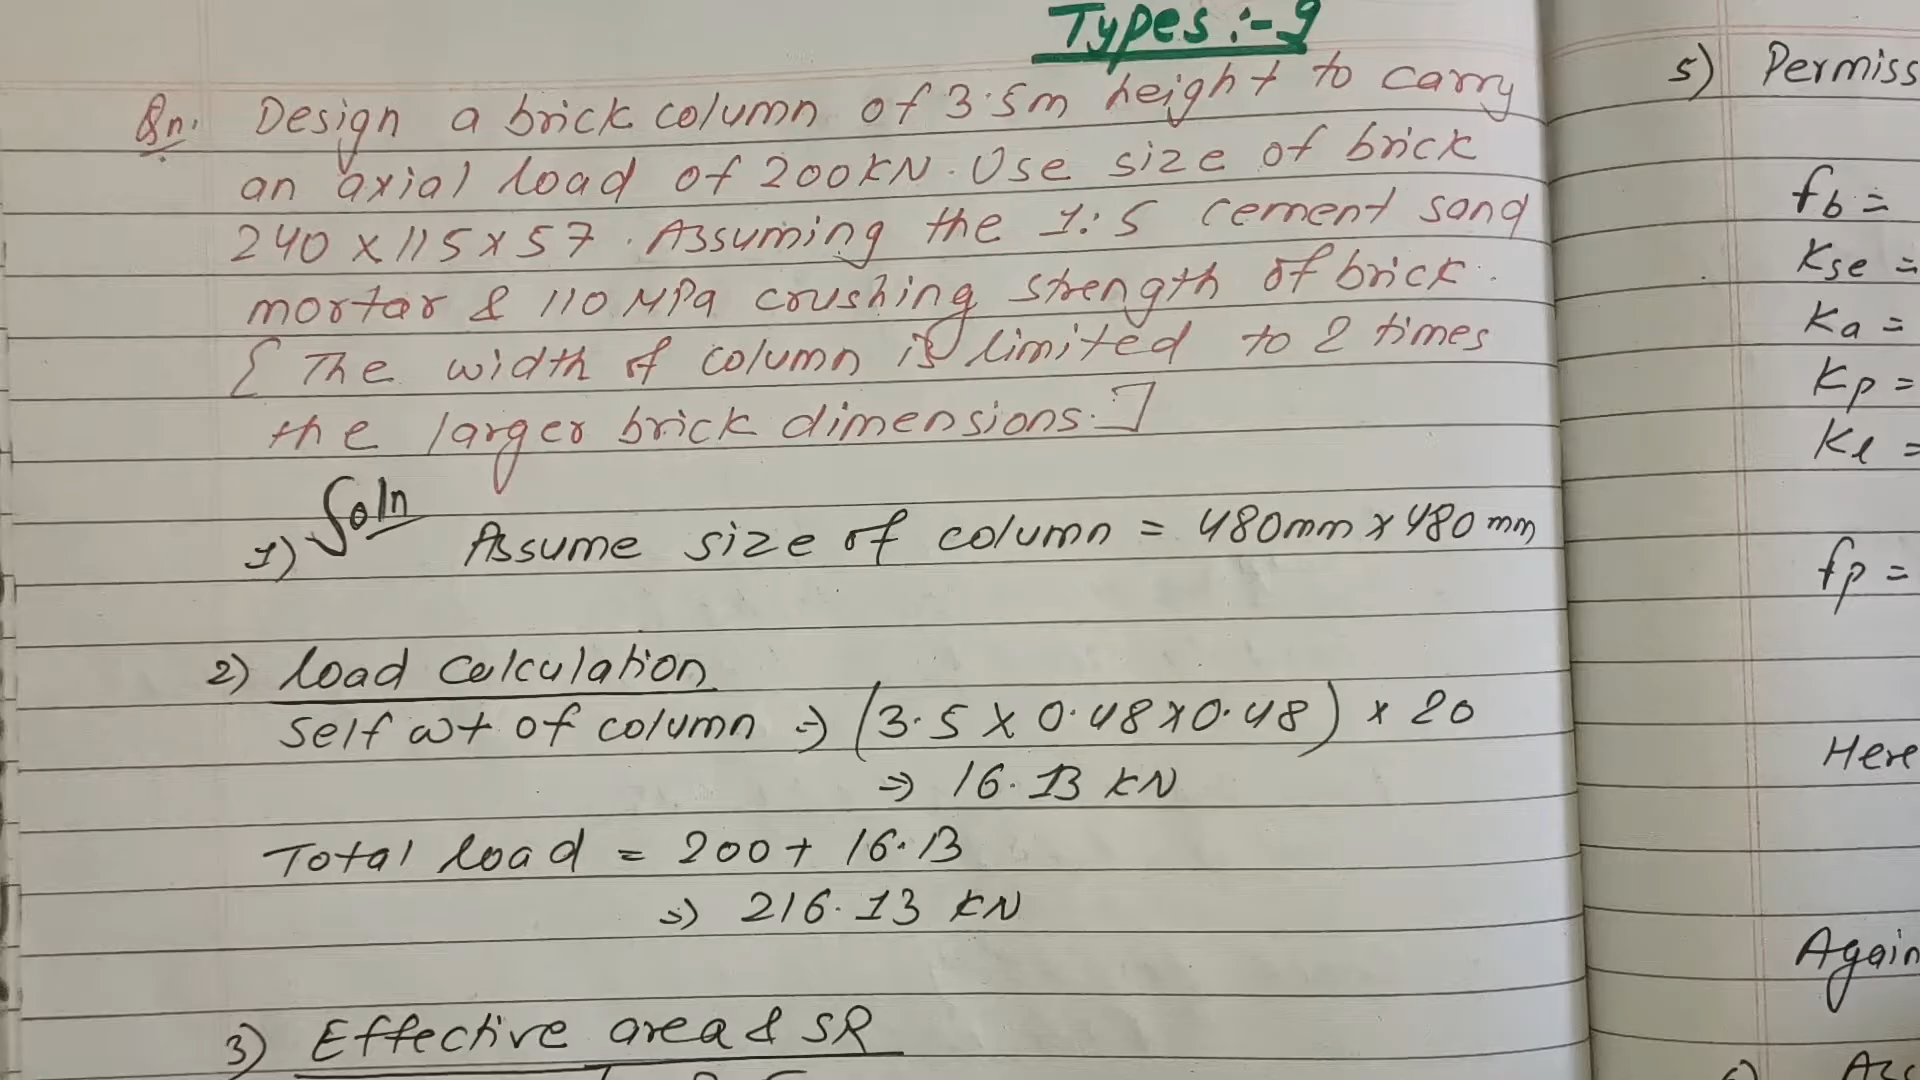 Types :- 9
Qn. Design a brick column of 3.5m height to carry
an axial load of 200KN. Use size of brick
240 x 115 x 57. Assuming the 1:5 cement sand
mortar & 110 MPa crushing strength of brick.
[ The width of column is limited to 2 times
the larger brick dimensions. ]
Soln
1) Assume size of column = 480mm x 480mm
2) Load Calculation
Self wt of column => (3.5 x 0.48 x 0.48) x 20
=> 16.13 KN
Total load = 200 + 16.13
=> 216.13 KN
3) Effective area & SR
5) Permiss
fb =
Kse =
Ka =
Kp =
Kl =
fp =
Here
Again